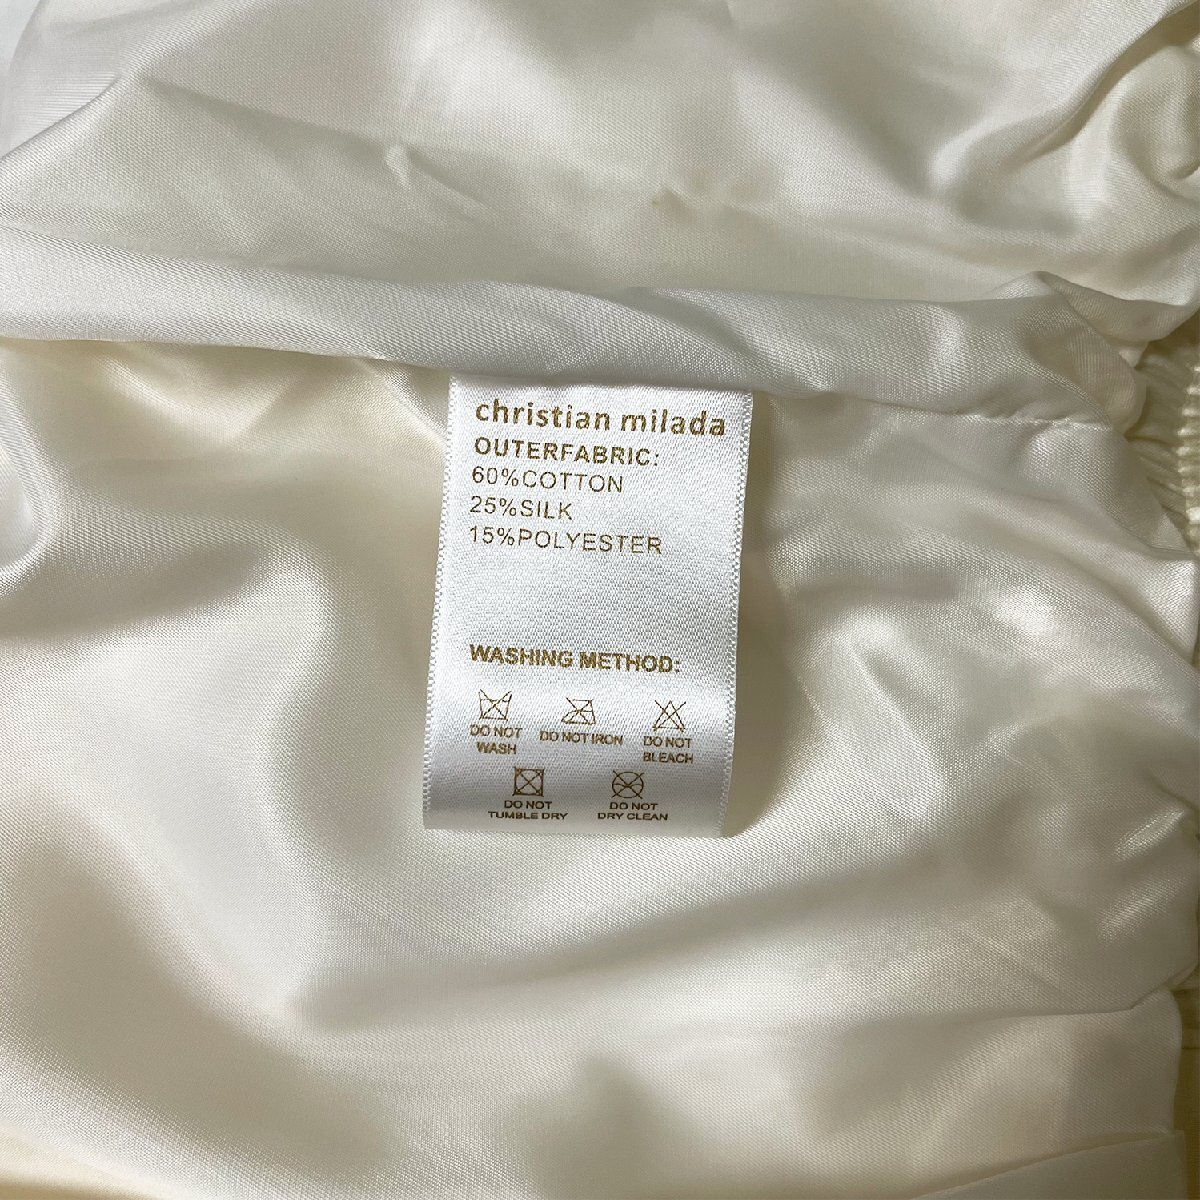 christian milada
OUTERFABRIC:
60%COTTON
25%SILK
15%POLYESTER
WASHING METHOD:
DO NOT WASH
DO NOT IRON
DO NOT BLEACH
DO NOT TUMBLE DRY
DO NOT DRY CLEAN